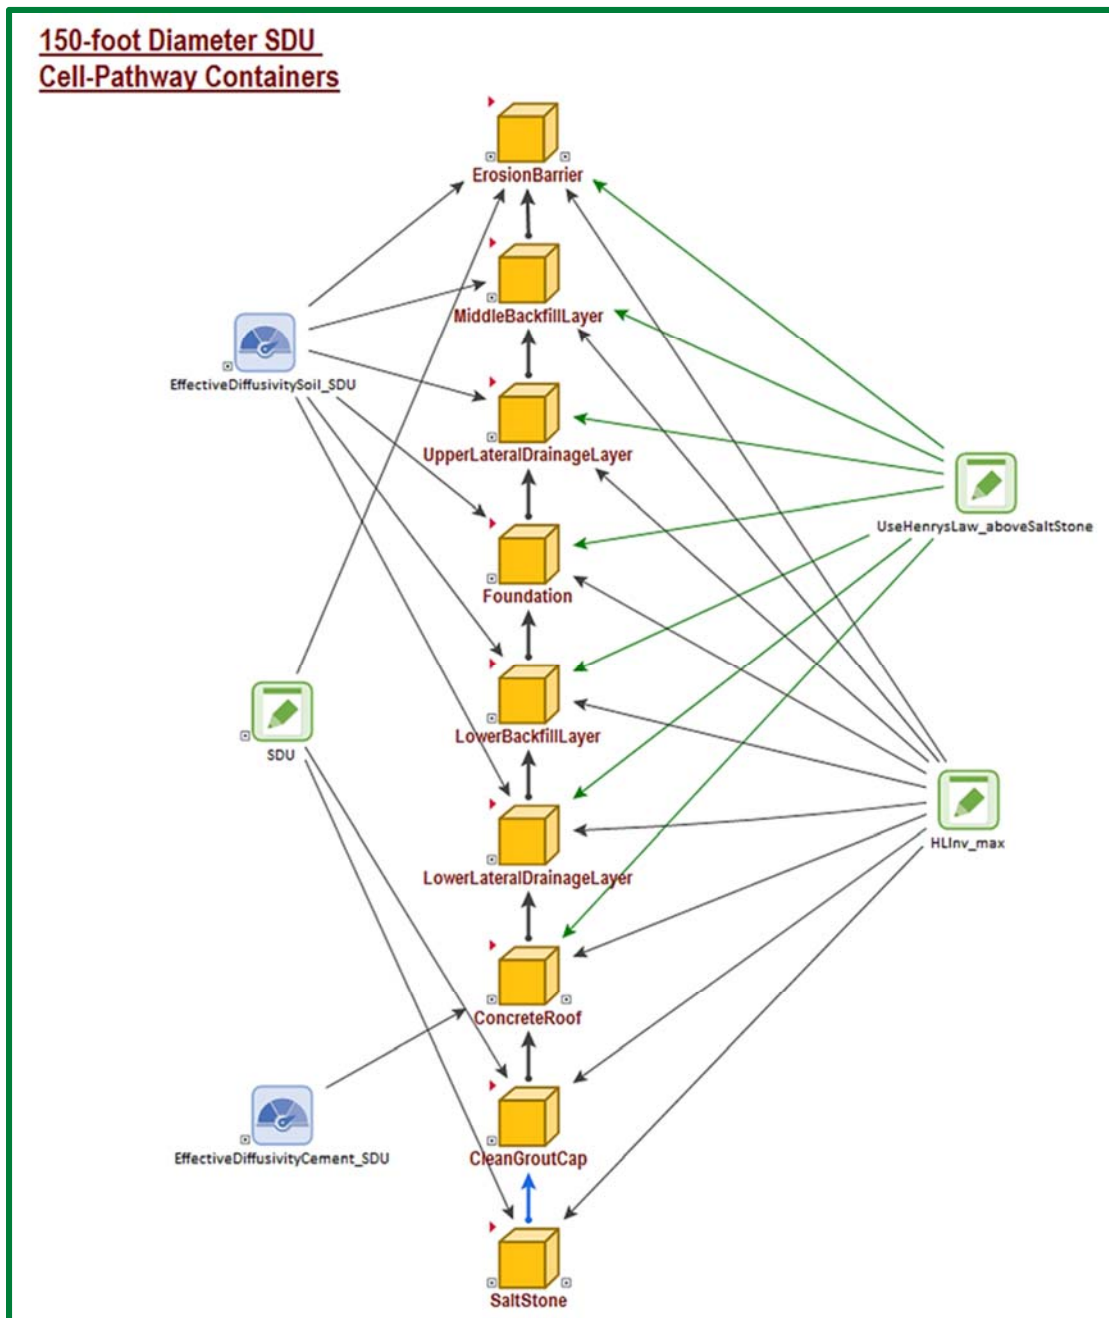 150-foot Diameter SDU
Cell-Pathway Containers
ErosionBarrier
MiddleBackfillLayer
EffectiveDiffusivitySoil_SDU
UpperLateralDrainageLayer
UseHenrysLaw_aboveSaltStone
Foundation
LowerBackfillLayer
SDU
HLInv_max
LowerLateralDrainageLayer
ConcreteRoof
EffectiveDiffusivityCement_SDU
CleanGroutCap
SaltStone